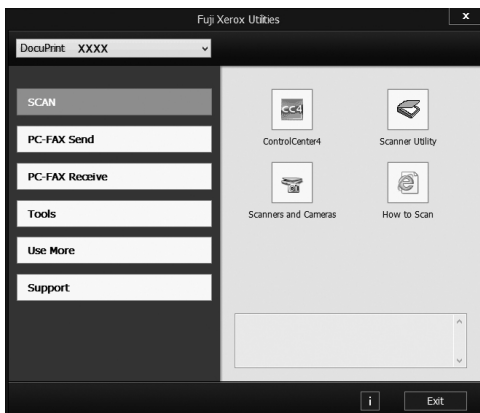 Fuji Xerox Utilities
x
DocuPrint XXXX
SCAN
PC-FAX Send
PC-FAX Receive
Tools
Use More
Support
CC4
ControlCenter4
Scanner Utility
Scanners and Cameras
How to Scan
i
Exit